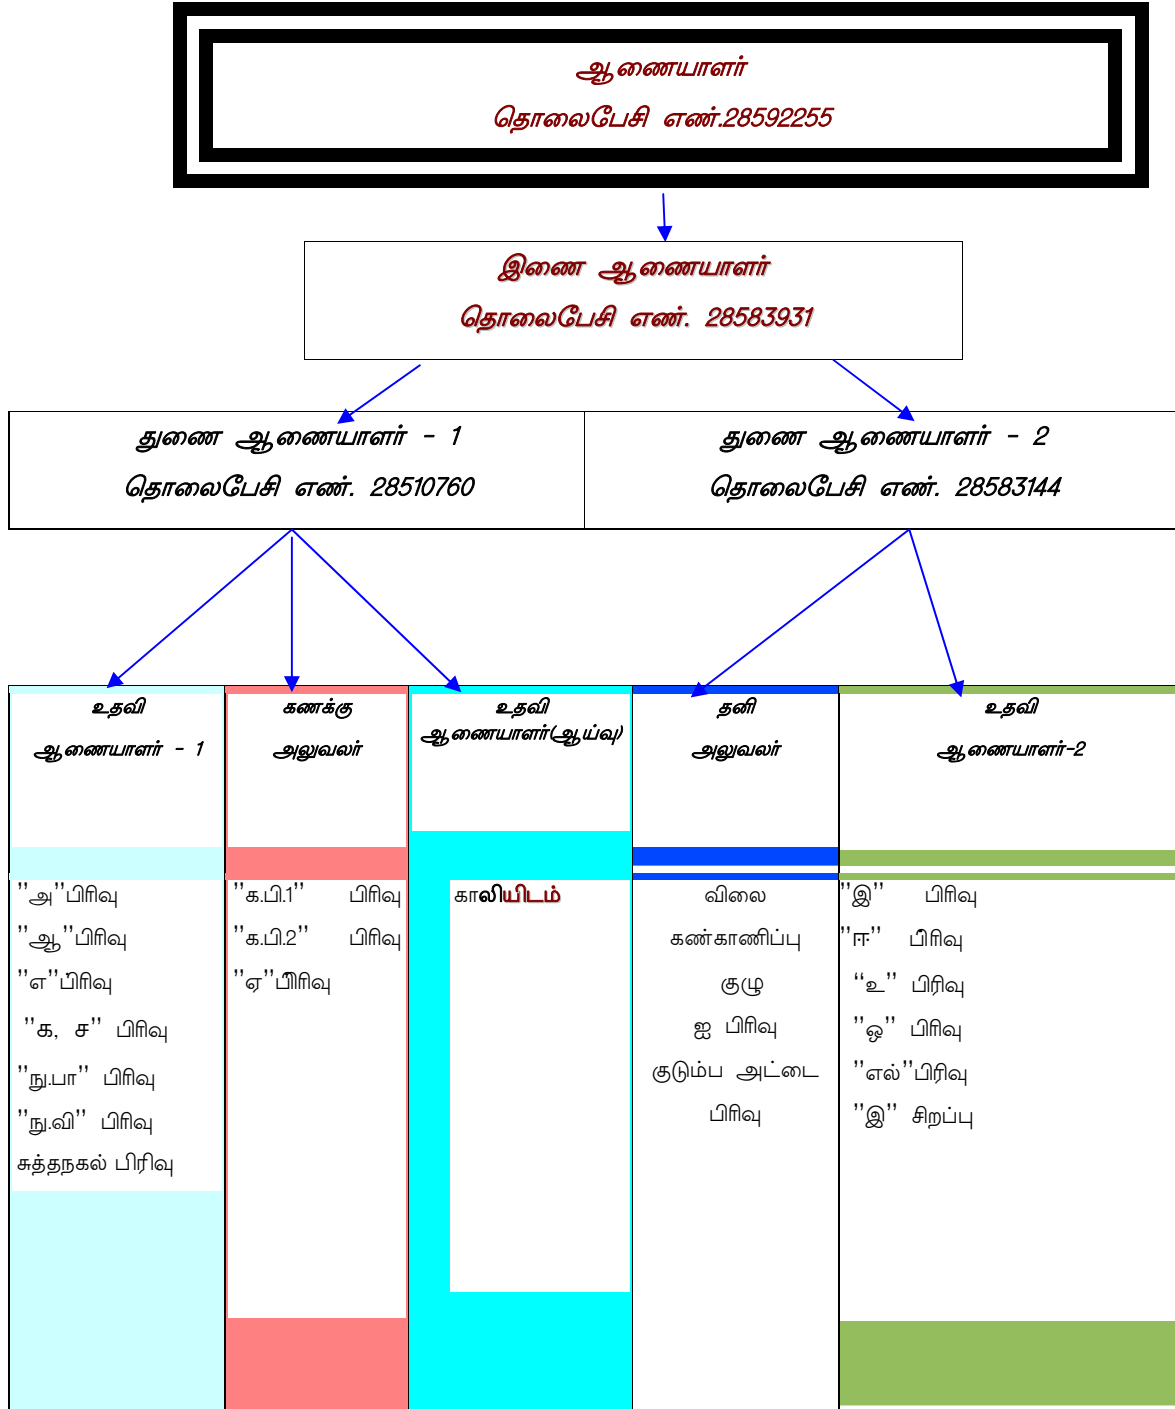 ஆணையாளர்
தொலைபேசி எண்.28592255
இணை ஆணையாளர்
தொலைபேசி எண். 28583931
துணை ஆணையாளர் - 1
தொலைபேசி எண். 28510760
துணை ஆணையாளர் - 2
தொலைபேசி எண். 28583144
உதவி
ஆணையாளர் - 1
கணக்கு
அலுவலர்
உதவி
ஆணையாளர்(ஆய்வு)
தனி
அலுவலர்
உதவி
ஆணையாளர்-2
’’அ’’பிரிவு
’’ஆ’’பிரிவு
’’எ’’பிரிவு
’’க, ச’’ பிரிவு
’’நு.பா’’ பிரிவு
’’நு.வி’’ பிரிவு
சுத்தநகல் பிரிவு
’’க.பி.1’’ பிரிவு
’’க.பி.2’’ பிரிவு
’’ஏ’’பிரிவு
காலியிடம்
விலை
கண்காணிப்பு
குழு
ஐ பிரிவு
குடும்ப அட்டை
பிரிவு
’’இ’’ பிரிவு
’’ஈ’’ பிரிவு
‘‘உ’’ பிரிவு
’’ஒ’’ பிரிவு
’’எல்’’பிரிவு
’’இ’’ சிறப்பு